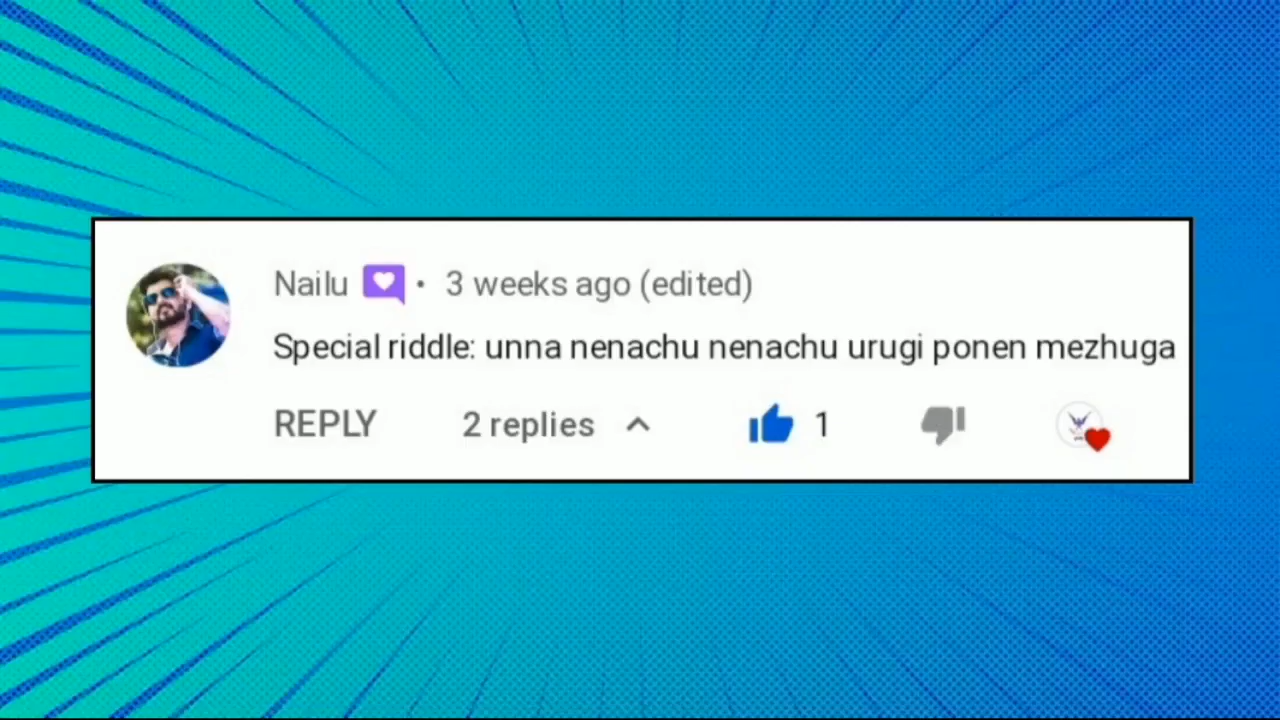 Nailu • 3 weeks ago (edited)
Special riddle: unna nenachu nenachu urugi ponen mezhuga
REPLY 2 replies 1